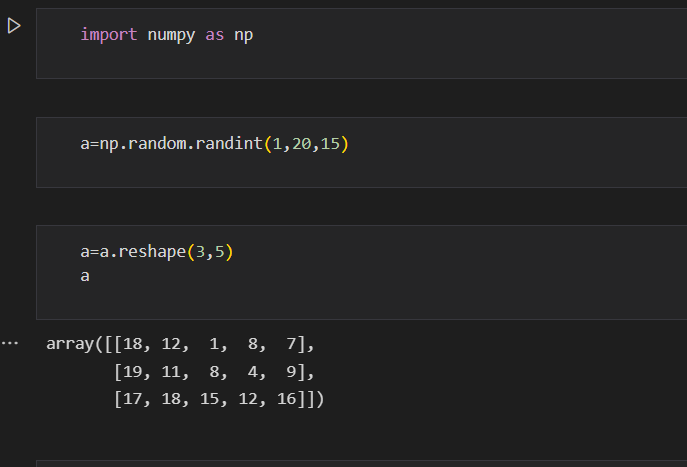 import numpy as np
a=np.random.randint(1,20,15)
a=a.reshape(3,5)
a
array([[18, 12,  1,  8,  7],
       [19, 11,  8,  4,  9],
       [17, 18, 15, 12, 16]])